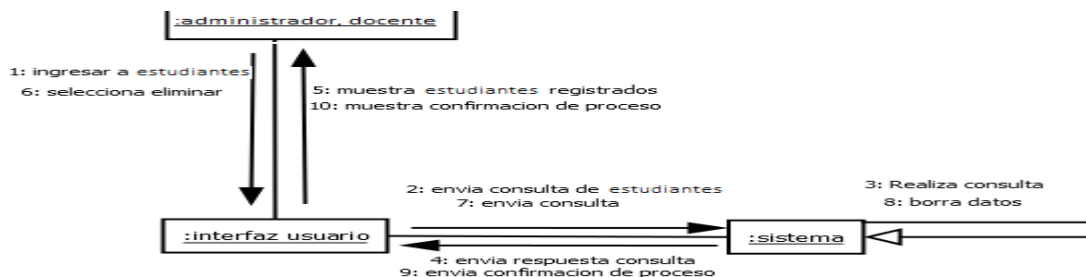 :administrador, docente
1: ingresar a estudiantes
6: selecciona eliminar
5: muestra estudiantes registrados
10: muestra confirmacion de proceso
2: envia consulta de estudiantes
7: envia consulta
3: Realiza consulta
8: borra datos
:interfaz usuario
:sistema
4: envia respuesta consulta
9: envia confirmacion de proceso